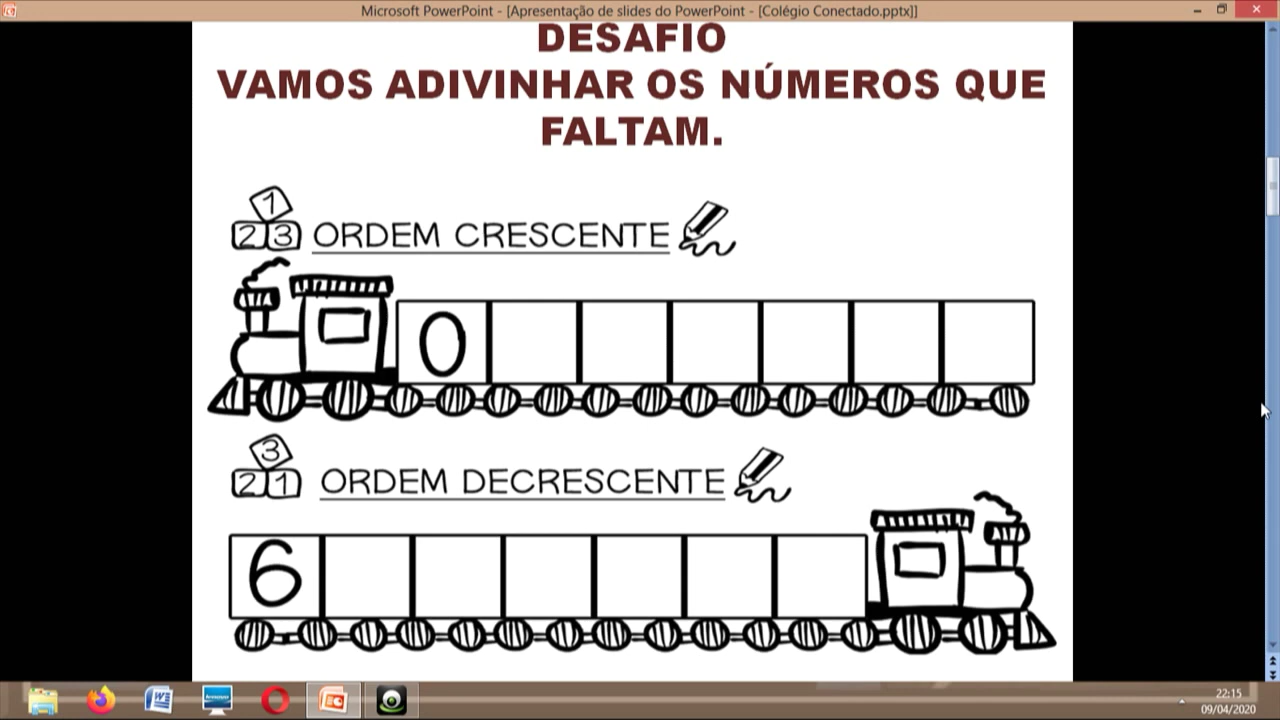 Microsoft PowerPoint - [Apresentação de slides do PowerPoint - [Colégio Conectado.pptx]]
DESAFIO
VAMOS ADIVINHAR OS NÚMEROS QUE
FALTAM.
1
2 3 ORDEM CRESCENTE
0
3
2 1 ORDEM DECRESCENTE
6
22:15
09/04/2020